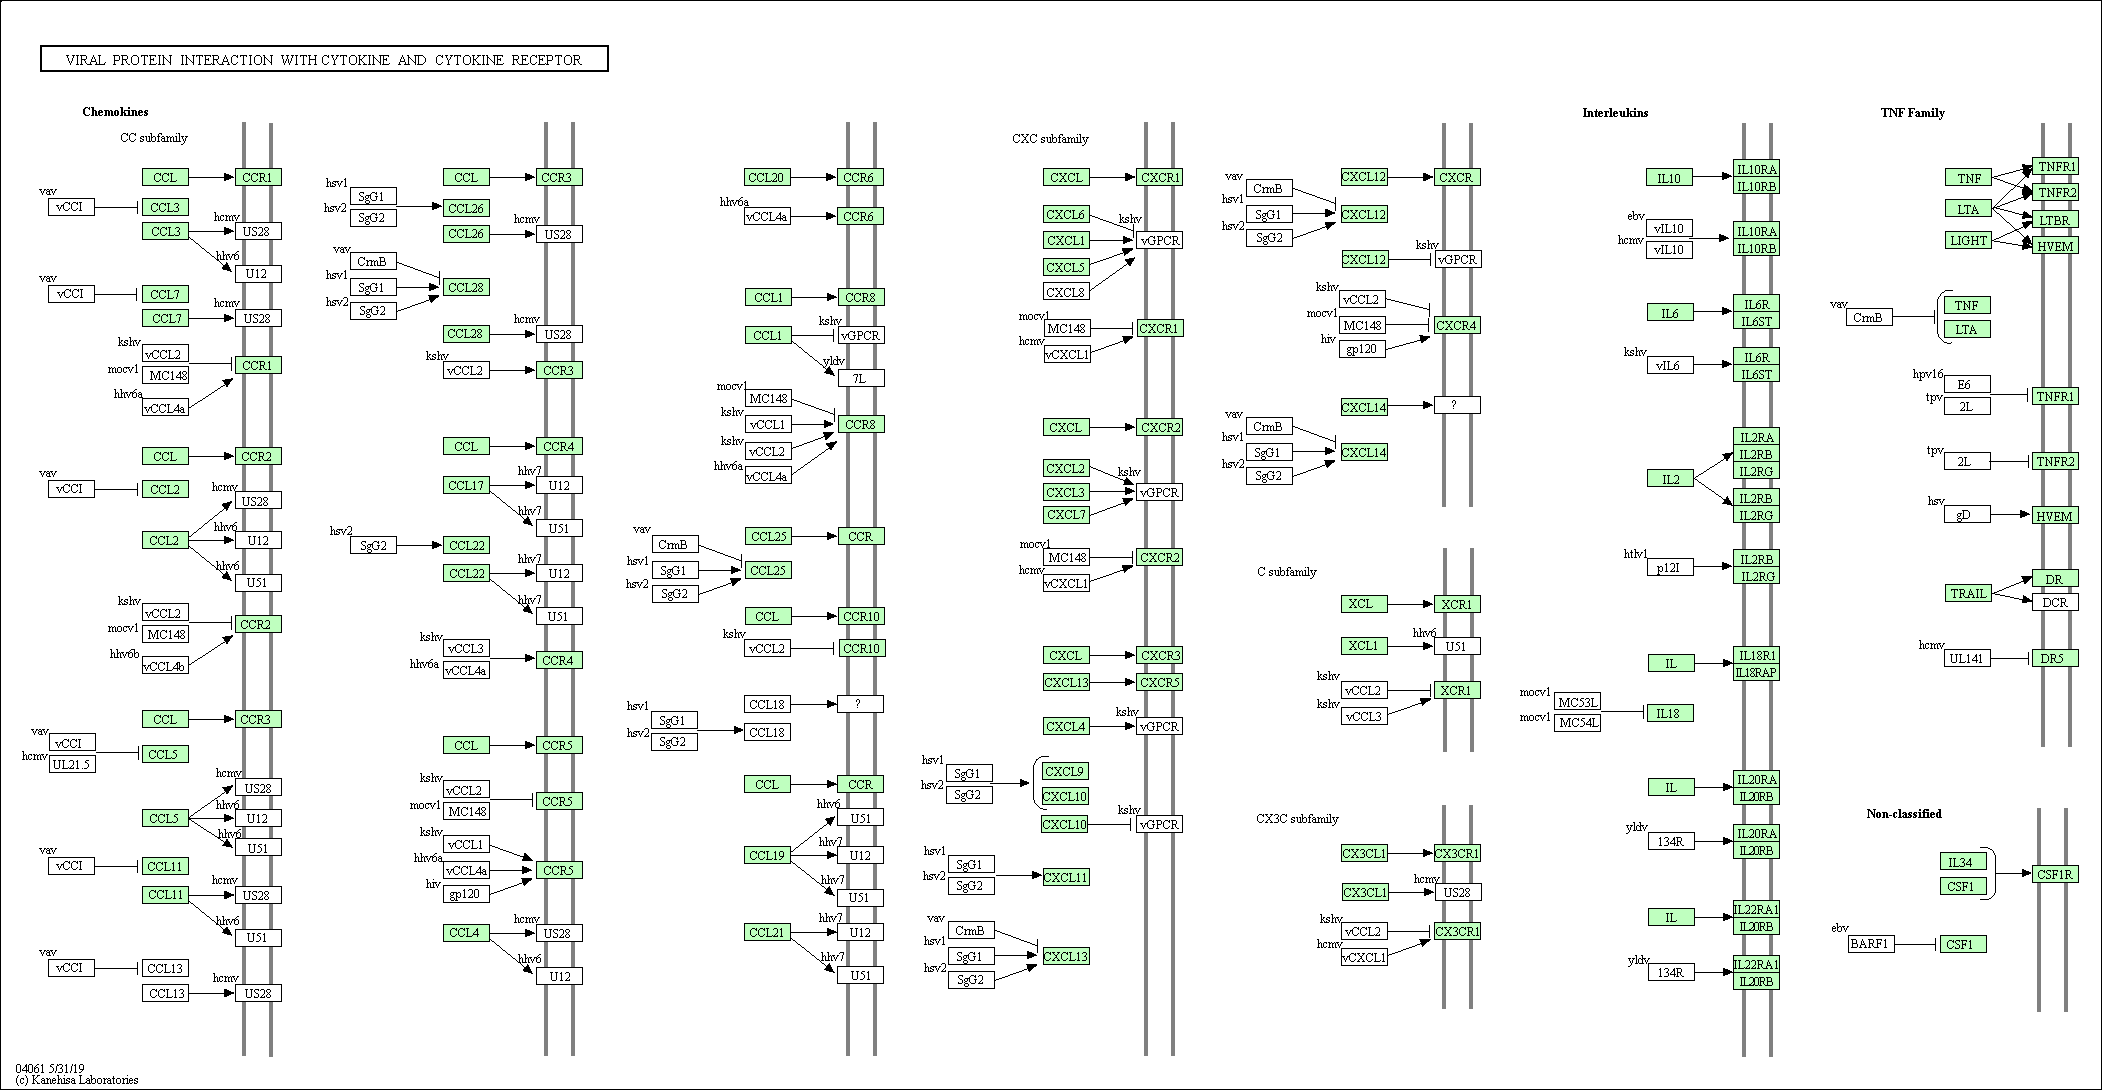 VIRAL PROTEIN INTERACTION WITH CYTOKINE AND CYTOKINE RECEPTOR
Chemokines
CC subfamily
CCL
CCR1
vav
vCCI
CCL3
CCL3
hcmv
US28
hhv6
U12
vav
vCCI
CCL7
CCL7
hcmv
US28
kshv
vCCL2
mocv1
MC148
hhv6a
vCCL4a
CCR1
CCL
CCR2
vav
vCCI
CCL2
CCL2
hcmv
US28
hhv6
U12
hhv6
U51
kshv
vCCL2
mocv1
MC148
hhv6b
vCCL4b
CCR2
CCL
CCR3
vav
vCCI
hcmv
UL21.5
CCL5
CCL5
hcmv
US28
hhv6
U12
hhv6
U51
vav
vCCI
CCL11
CCL11
hcmv
US28
hhv6
U51
vav
vCCI
CCL13
CCL13
hcmv
US28
CCL
CCR3
hsv1
SgG1
hsv2
SgG2
CCL26
CCL26
hcmv
US28
vav
CrmB
hsv1
SgG1
hsv2
SgG2
CCL28
CCL28
hcmv
US28
kshv
vCCL2
CCR3
CCL
CCR4
CCL17
hhv7
U12
hhv7
U51
hsv2
SgG2
CCL22
CCL22
hhv7
U12
hhv7
U51
kshv
vCCL3
hhv6a
vCCL4a
CCR4
CCL
CCR5
kshv
vCCL2
mocv1
MC148
CCR5
kshv
vCCL1
hhv6a
vCCL4a
hiv
gp120
CCR5
CCL4
hcmv
US28
hhv6
U12
CCL20
CCR6
hhv6a
vCCL4a
CCR6
CCL1
CCR8
CCL1
kshv
vGPCR
yldv
7L
mocv1
MC148
kshv
vCCL1
kshv
vCCL2
hhv6a
vCCL4a
CCR8
CCL25
CCR
vav
CrmB
hsv1
SgG1
hsv2
SgG2
CCL25
CCL
CCR10
kshv
vCCL2
CCR10
CCL18
?
hsv1
SgG1
hsv2
SgG2
CCL18
CCL
CCR
CCL19
hhv6
U51
hhv7
U12
hhv7
U51
CCL21
hhv7
U12
hhv7
U51
CXC subfamily
CXCL
CXCR1
CXCL6
CXCL1
CXCL5
CXCL8
kshv
vGPCR
mocv1
MC148
hcmv
vCXCL1
CXCR1
CXCL
CXCR2
CXCL2
CXCL3
CXCL7
kshv
vGPCR
mocv1
MC148
hcmv
vCXCL1
CXCR2
CXCL
CXCR3
CXCL13
CXCR5
CXCL4
kshv
vGPCR
hsv1
SgG1
hsv2
SgG2
CXCL9
CXCL10
CXCL10
kshv
vGPCR
hsv1
SgG1
hsv2
SgG2
CXCL11
vav
CrmB
hsv1
SgG1
hsv2
SgG2
CXCL13
CXCL12
CXCR
vav
CrmB
hsv1
SgG1
hsv2
SgG2
CXCL12
CXCL12
kshv
vGPCR
kshv
vCCL2
mocv1
MC148
hiv
gp120
CXCR4
CXCL14
?
vav
CrmB
hsv1
SgG1
hsv2
SgG2
CXCL14
C subfamily
XCL
XCR1
XCL1
hhv6
U51
kshv
vCCL2
kshv
vCCL3
XCR1
CX3C subfamily
CX3CL1
CX3CR1
CX3CL1
hcmv
US28
kshv
vCCL2
hcmv
vCXCL1
CX3CR1
Interleukins
IL10
IL10RA
IL10RB
ebv
vIL10
hcmv
vIL10
IL10RA
IL10RB
IL6
IL6R
IL6ST
kshv
vIL6
IL6R
IL6ST
IL2
IL2RA
IL2RB
IL2RG
IL2RB
IL2RG
htlv1
p12I
IL2RB
IL2RG
IL
IL18R1
IL18RAP
mocv1
MC53L
mocv1
MC54L
IL18
IL
IL20RA
IL20RB
yldv
134R
IL20RA
IL20RB
IL
IL22RA1
IL20RB
yldv
134R
IL22RA1
IL20RB
TNF Family
TNF
LTA
LIGHT
TNFR1
TNFR2
LTBR
HVEM
vav
CrmB
TNF
LTA
hpv16
E6
tpv
2L
TNFR1
tpv
2L
TNFR2
hsv
gD
HVEM
TRAIL
DR
DCR
hcmv
UL141
DR5
Non-classified
IL34
CSF1
CSF1R
ebv
BARF1
CSF1
04061 5/31/19
(c) Kanehisa Laboratories